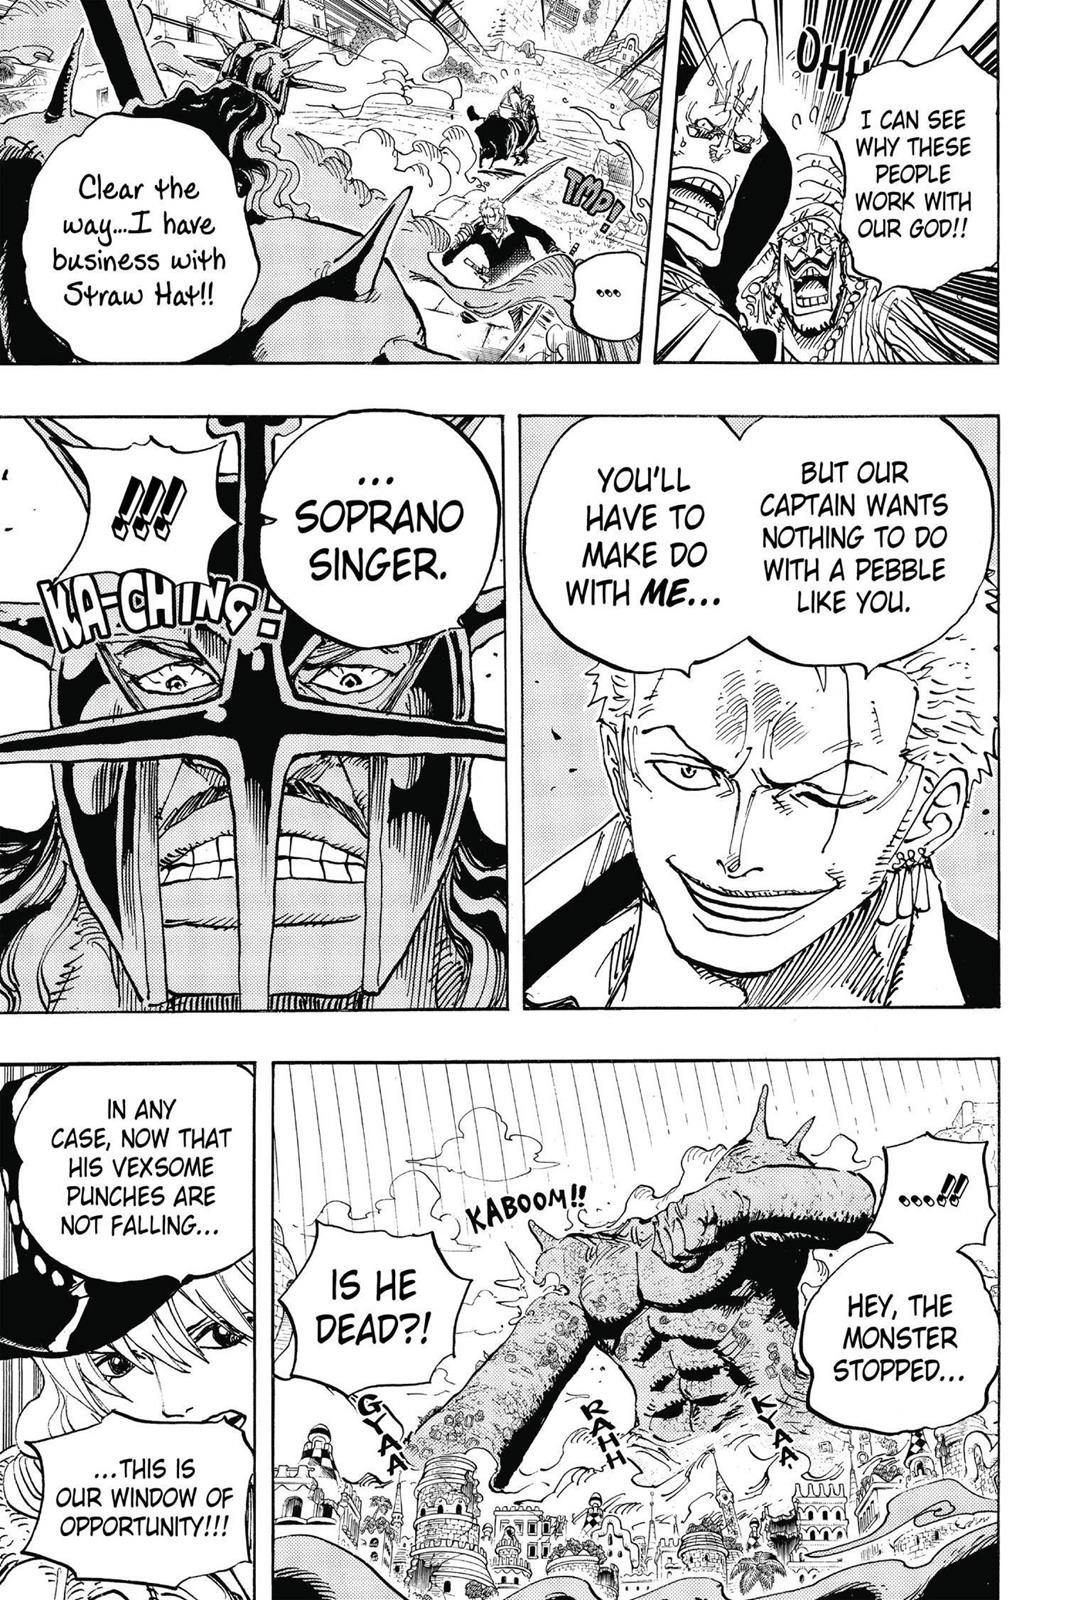 OHH
I CAN SEE
WHY THESE
PEOPLE
WORK WITH
OUR GOD!!
TMP!
...
Clear the
way...I have
business with
Straw Hat!!
BUT OUR
CAPTAIN WANTS
NOTHING TO DO
WITH A PEBBLE
LIKE YOU.
YOU'LL
HAVE TO
MAKE DO
WITH ME...
...
SOPRANO
SINGER.
!!!!
KA-CHING!
...!!
HEY, THE
MONSTER
STOPPED...
KABOOM!!
IS HE
DEAD?!
KYAA
RAHH
GYAA
IN ANY
CASE, NOW THAT
HIS VEXSOME
PUNCHES ARE
NOT FALLING...
...THIS IS
OUR WINDOW OF
OPPORTUNITY!!!